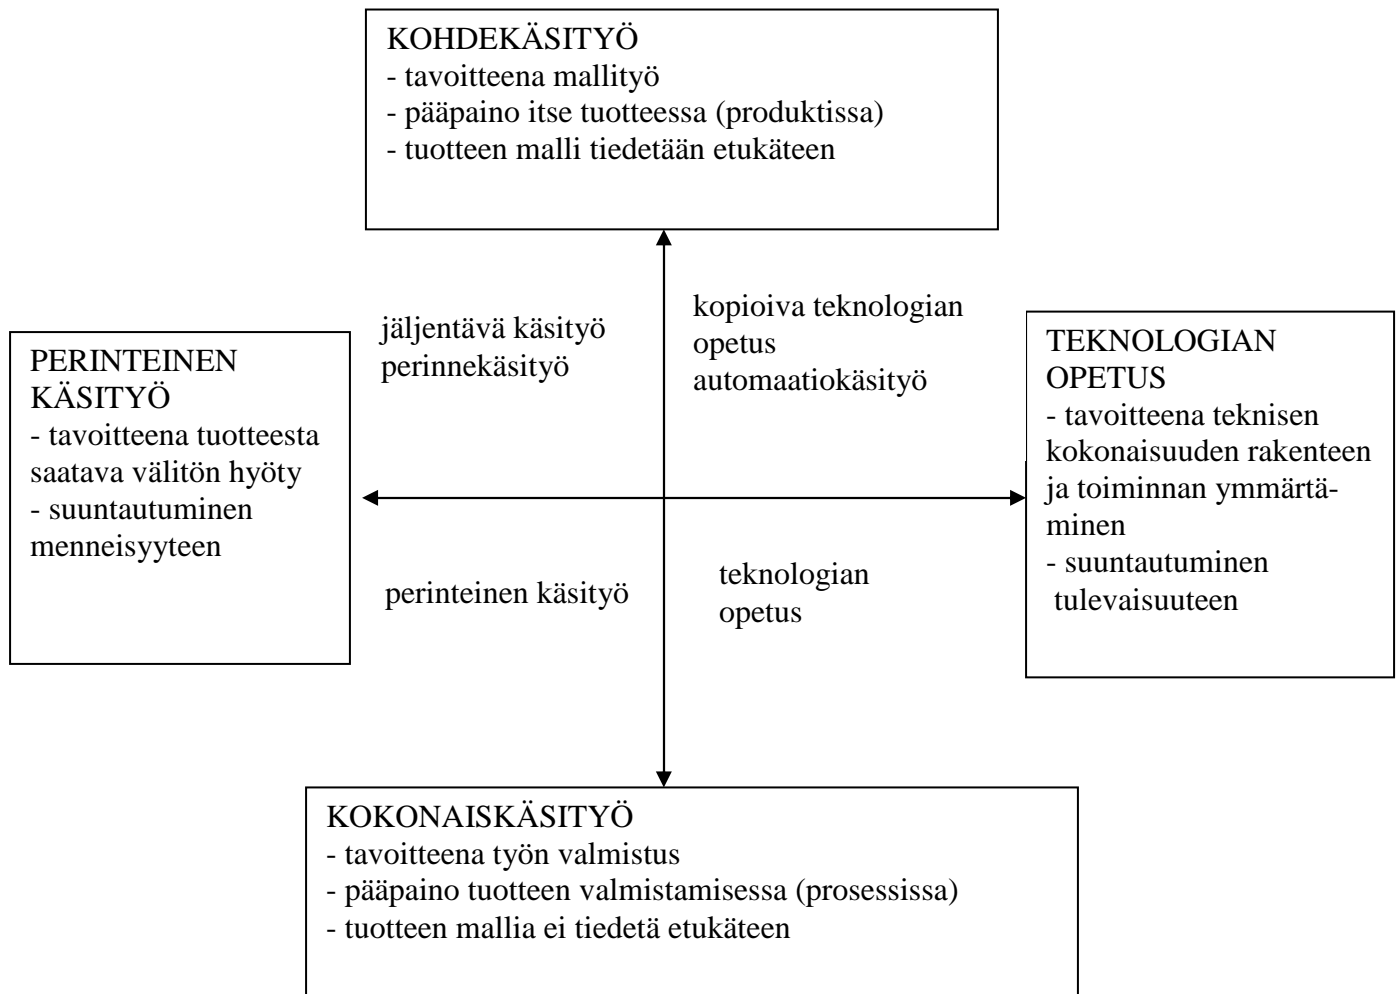 KOHDEKÄSITYÖ
- tavoitteena mallityö
- pääpaino itse tuotteessa (produktissa)
- tuotteen malli tiedetään etukäteen
jäljentävä käsityö
perinnekäsityö
kopioiva teknologian
opetus
automaatiokäsityö
PERINTEINEN
KÄSITYÖ
- tavoitteena tuotteesta
saatava välitön hyöty
- suuntautuminen
menneisyyteen
TEKNOLOGIAN
OPETUS
- tavoitteena teknisen
kokonaisuuden rakenteen
ja toiminnan ymmärtä-
minen
- suuntautuminen
tulevaisuuteen
perinteinen käsityö
teknologian
opetus
KOKONAISKÄSITYÖ
- tavoitteena työn valmistus
- pääpaino tuotteen valmistamisessa (prosessissa)
- tuotteen mallia ei tiedetä etukäteen